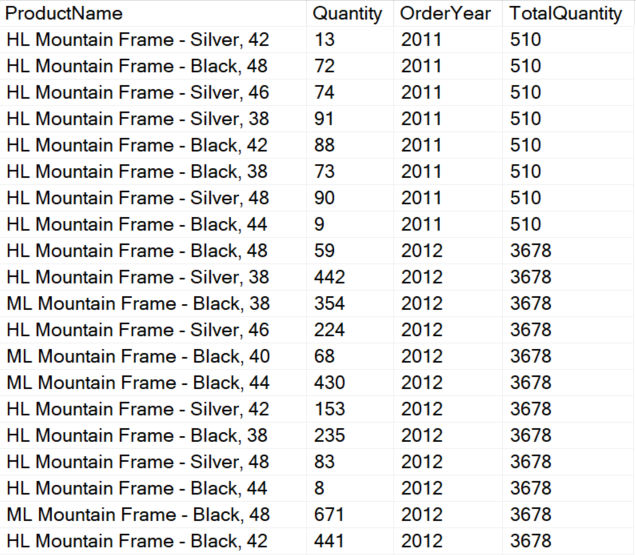 ProductName Quantity OrderYear TotalQuantity
HL Mountain Frame - Silver, 42 13 2011 510
HL Mountain Frame - Black, 48 72 2011 510
HL Mountain Frame - Silver, 46 74 2011 510
HL Mountain Frame - Silver, 38 91 2011 510
HL Mountain Frame - Black, 42 88 2011 510
HL Mountain Frame - Black, 38 73 2011 510
HL Mountain Frame - Silver, 48 90 2011 510
HL Mountain Frame - Black, 44 9 2011 510
HL Mountain Frame - Black, 48 59 2012 3678
HL Mountain Frame - Silver, 38 442 2012 3678
ML Mountain Frame - Black, 38 354 2012 3678
HL Mountain Frame - Silver, 46 224 2012 3678
ML Mountain Frame - Black, 40 68 2012 3678
ML Mountain Frame - Black, 44 430 2012 3678
HL Mountain Frame - Silver, 42 153 2012 3678
HL Mountain Frame - Black, 38 235 2012 3678
HL Mountain Frame - Silver, 48 83 2012 3678
HL Mountain Frame - Black, 44 8 2012 3678
ML Mountain Frame - Black, 48 671 2012 3678
HL Mountain Frame - Black, 42 441 2012 3678